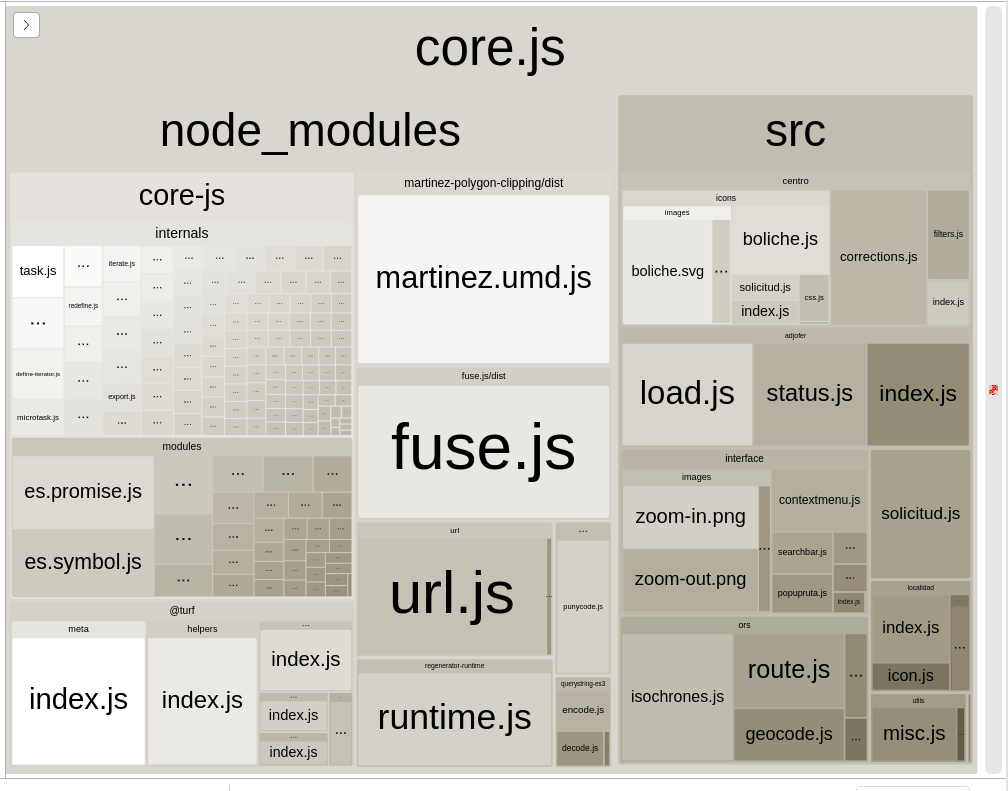 core.js
node_modules
src
core-js
internals
task.js
...
iterate.js
redefine.js
define-iterator.js
export.js
microtask.js
modules
es.promise.js
es.symbol.js
@turf
meta
index.js
helpers
index.js
...
index.js
...
index.js
...
index.js
...
martinez-polygon-clipping/dist
martinez.umd.js
fuse.js/dist
fuse.js
url
url.js
...
punycode.js
regenerator-runtime
runtime.js
querystring-es3
encode.js
decode.js
centro
icons
images
boliche.svg
...
boliche.js
solicitud.js
index.js
css.js
corrections.js
filters.js
index.js
adjofer
load.js
status.js
index.js
interface
images
zoom-in.png
zoom-out.png
...
contextmenu.js
searchbar.js
...
popupruta.js
...
index.js
solicitud.js
localidad
index.js
icon.js
...
ors
isochrones.js
route.js
geocode.js
...
...
utils
misc.js